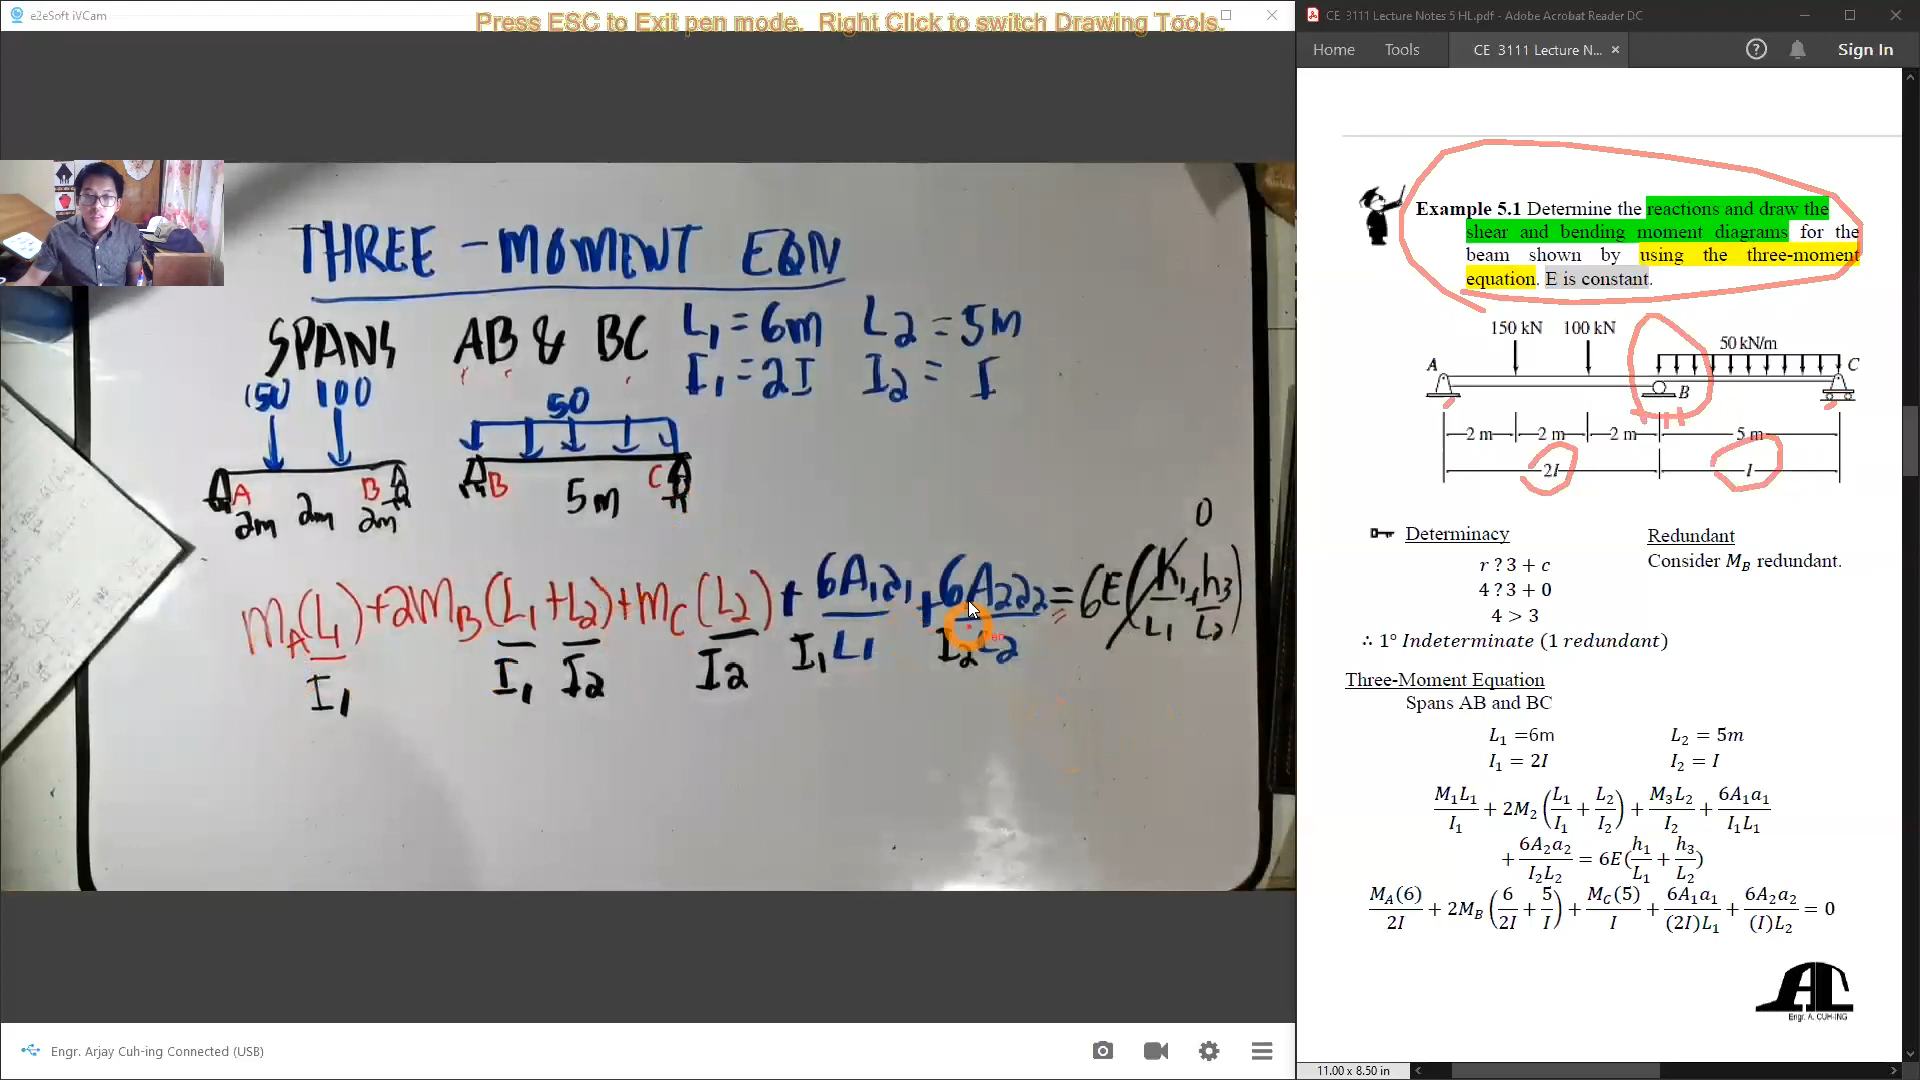 e2eSoft iVCam
Press ESC to Exit pen mode. Right Click to switch Drawing Tools.
THREE - MOMENT EQN
SPANS AB & BC L1 = 6m L2 = 5m
I1 = 2I I2 = I
150 100
50
A B
B C
2m 2m 2m
5m
0
MA(L1/I1) + 2MB(L1/I1 + L2/I2) + MC(L2/I2) + 6A1a1/I1L1 + 6A2a2/I2L2 = 6E(h1/L1 + h3/L2)
Engr. Arjay Cuh-ing Connected (USB)
CE 3111 Lecture Notes 5 HL.pdf - Adobe Acrobat Reader DC
Home Tools CE 3111 Lecture N... × ? Sign In
Example 5.1 Determine the reactions and draw the
shear and bending moment diagrams for the
beam shown by using the three-moment
equation. E is constant.
150 kN 100 kN
50 kN/m
A C
B
2 m 2 m 2 m 5 m
2I I
Determinacy
r ? 3 + c
4 ? 3 + 0
4 > 3
∴ 1° Indeterminate (1 redundant)
Redundant
Consider MB redundant.
Three-Moment Equation
Spans AB and BC
L1 =6m L2 = 5m
I1 = 2I I2 = I
M1L1/I1 + 2M2(L1/I1 + L2/I2) + M3L2/I2 + 6A1a1/I1L1
+ 6A2a2/I2L2 = 6E(h1/L1 + h3/L2)
MA(6)/2I + 2MB(6/2I + 5/I) + MC(5)/I + 6A1a1/(2I)L1 + 6A2a2/(I)L2 = 0
Engr. A. CUH-ING
11.00 x 8.50 in